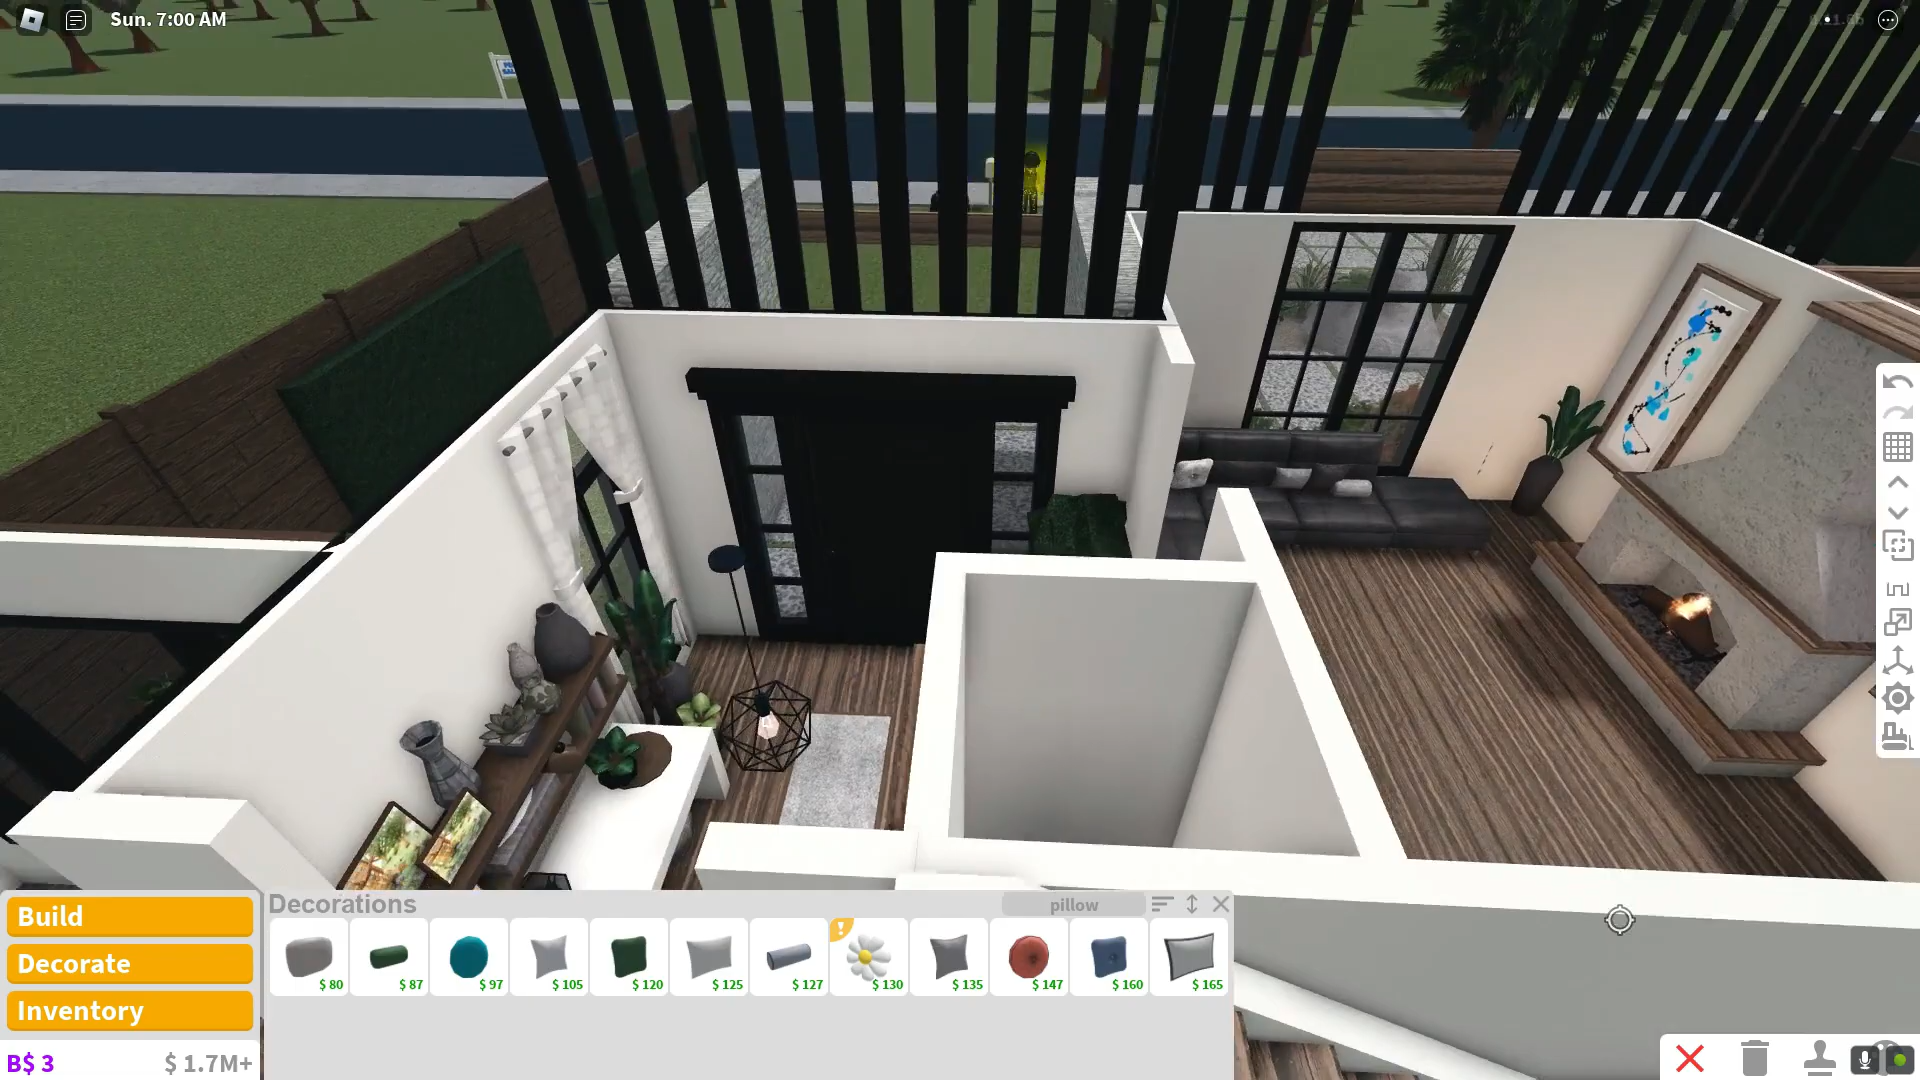 Sun. 7:00 AM
Build
Decorate
Inventory
B$ 3
$ 1.7M+
Decorations
pillow
$ 80
$ 87
$ 97
$ 105
$ 120
$ 125
$ 127
$ 130
$ 135
$ 147
$ 160
$ 165